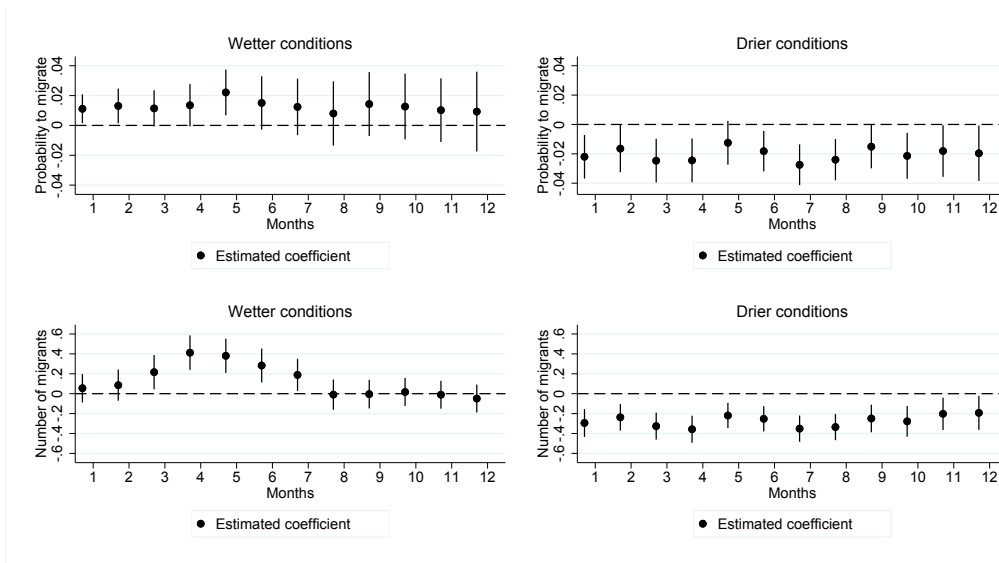 Wetter conditions
Probability to migrate
.04
.02
0
-.02
-.04
1 2 3 4 5 6 7 8 9 10 11 12
Months
Estimated coefficient
Drier conditions
Probability to migrate
.04
.02
0
-.02
-.04
1 2 3 4 5 6 7 8 9 10 11 12
Months
Estimated coefficient
Wetter conditions
Number of migrants
.6
.4
.2
0
-.2
-.4
-.6
1 2 3 4 5 6 7 8 9 10 11 12
Months
Estimated coefficient
Drier conditions
Number of migrants
.6
.4
.2
0
-.2
-.4
-.6
1 2 3 4 5 6 7 8 9 10 11 12
Months
Estimated coefficient